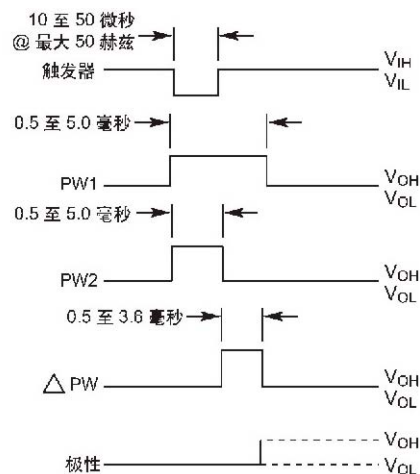 10 至 50 微秒
@ 最大 50 赫兹
触发器
VIH
VIL
0.5 至 5.0 毫秒
PW1
VOH
VOL
0.5 至 5.0 毫秒
PW2
VOH
VOL
0.5 至 3.6 毫秒
△ PW
VOH
VOL
极性
VOH
VOL